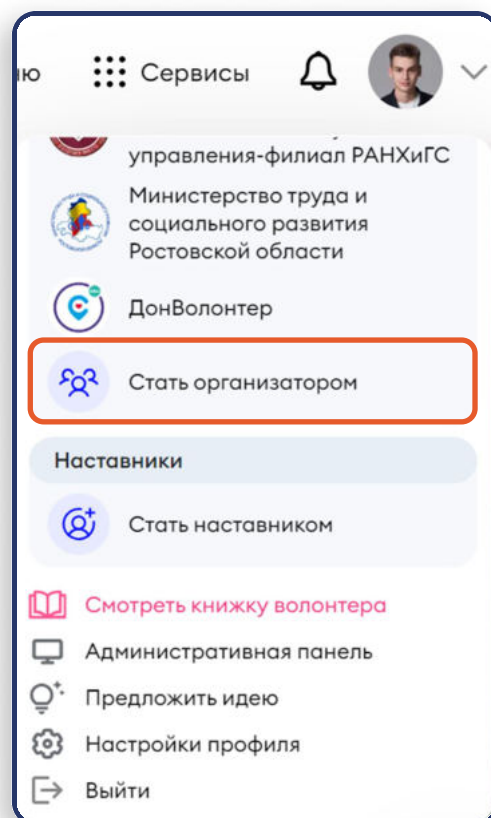 ню
Сервисы
управления-филиал РАНХиГС
Министерство труда и
социального развития
Ростовской области
ДонВолонтер
Стать организатором
Наставники
Стать наставником
Смотреть книжку волонтера
Административная панель
Предложить идею
Настройки профиля
Выйти